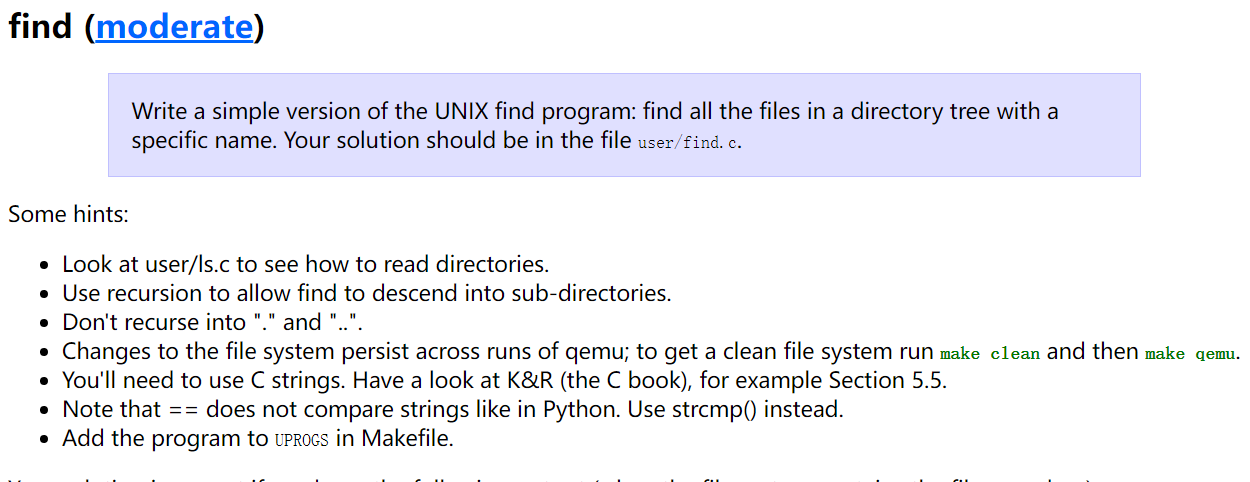 find (moderate)
Write a simple version of the UNIX find program: find all the files in a directory tree with a
specific name. Your solution should be in the file user/find.c.
Some hints:
• Look at user/ls.c to see how to read directories.
• Use recursion to allow find to descend into sub-directories.
• Don't recurse into "." and "..".
• Changes to the file system persist across runs of qemu; to get a clean file system run make clean and then make qemu.
• You'll need to use C strings. Have a look at K&R (the C book), for example Section 5.5.
• Note that == does not compare strings like in Python. Use strcmp() instead.
• Add the program to UPROGS in Makefile.